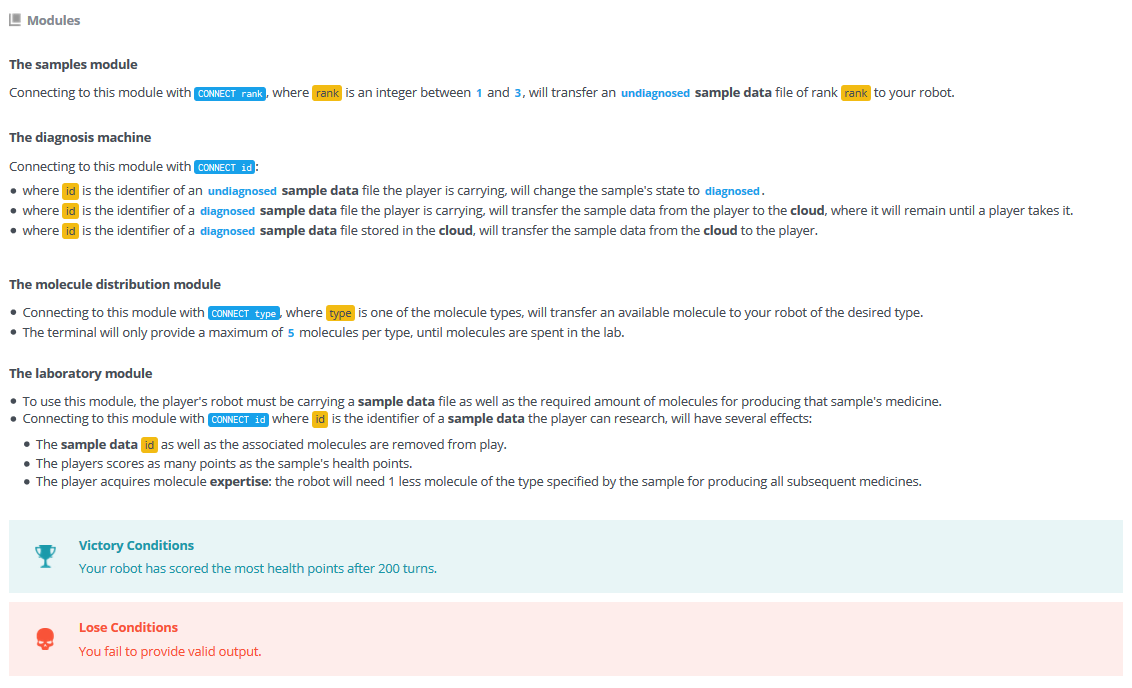 Modules
The samples module
Connecting to this module with CONNECT rank, where rank is an integer between 1 and 3, will transfer an undiagnosed sample data file of rank rank to your robot.
The diagnosis machine
Connecting to this module with CONNECT id:
• where id is the identifier of an undiagnosed sample data file the player is carrying, will change the sample's state to diagnosed.
• where id is the identifier of a diagnosed sample data file the player is carrying, will transfer the sample data from the player to the cloud, where it will remain until a player takes it.
• where id is the identifier of a diagnosed sample data file stored in the cloud, will transfer the sample data from the cloud to the player.
The molecule distribution module
• Connecting to this module with CONNECT type, where type is one of the molecule types, will transfer an available molecule to your robot of the desired type.
• The terminal will only provide a maximum of 5 molecules per type, until molecules are spent in the lab.
The laboratory module
• To use this module, the player's robot must be carrying a sample data file as well as the required amount of molecules for producing that sample's medicine.
• Connecting to this module with CONNECT id where id is the identifier of a sample data the player can research, will have several effects:
• The sample data id as well as the associated molecules are removed from play.
• The players scores as many points as the sample's health points.
• The player acquires molecule expertise: the robot will need 1 less molecule of the type specified by the sample for producing all subsequent medicines.
Victory Conditions
Your robot has scored the most health points after 200 turns.
Lose Conditions
You fail to provide valid output.